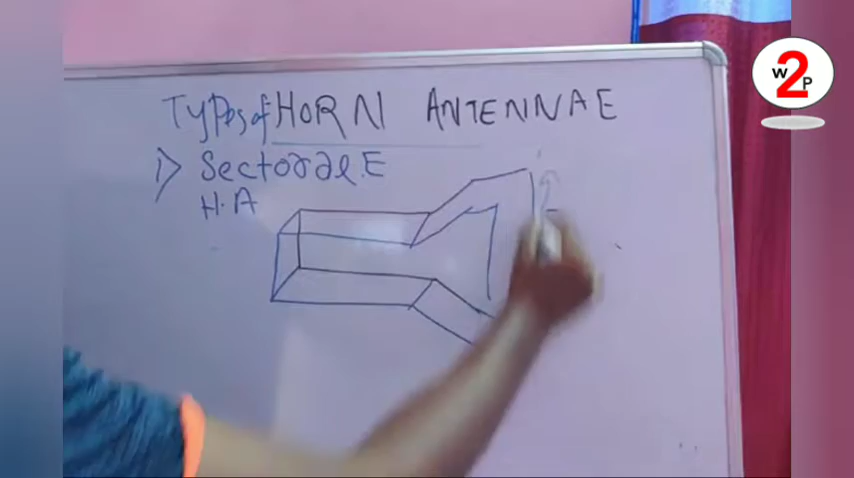 Types of HORN ANTENNAE
1> Sectoral.E
H.A
W2P